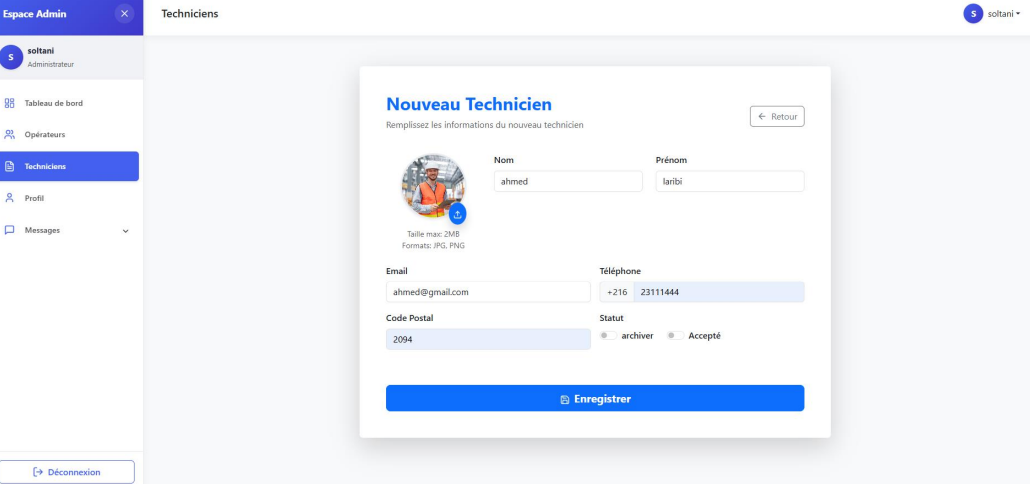 Espace Admin
Techniciens
S soltani
S soltani
Administrateur
Tableau de bord
Opérateurs
Techniciens
Profil
Messages
Déconnexion
Nouveau Technicien
Remplissez les informations du nouveau technicien
← Retour
Nom
Prénom
ahmed
laribi
Taille max: 2MB
Formats: JPG, PNG
Email
Téléphone
ahmed@gmail.com
+216 23111444
Code Postal
Statut
2094
archiver Accepté
Enregistrer